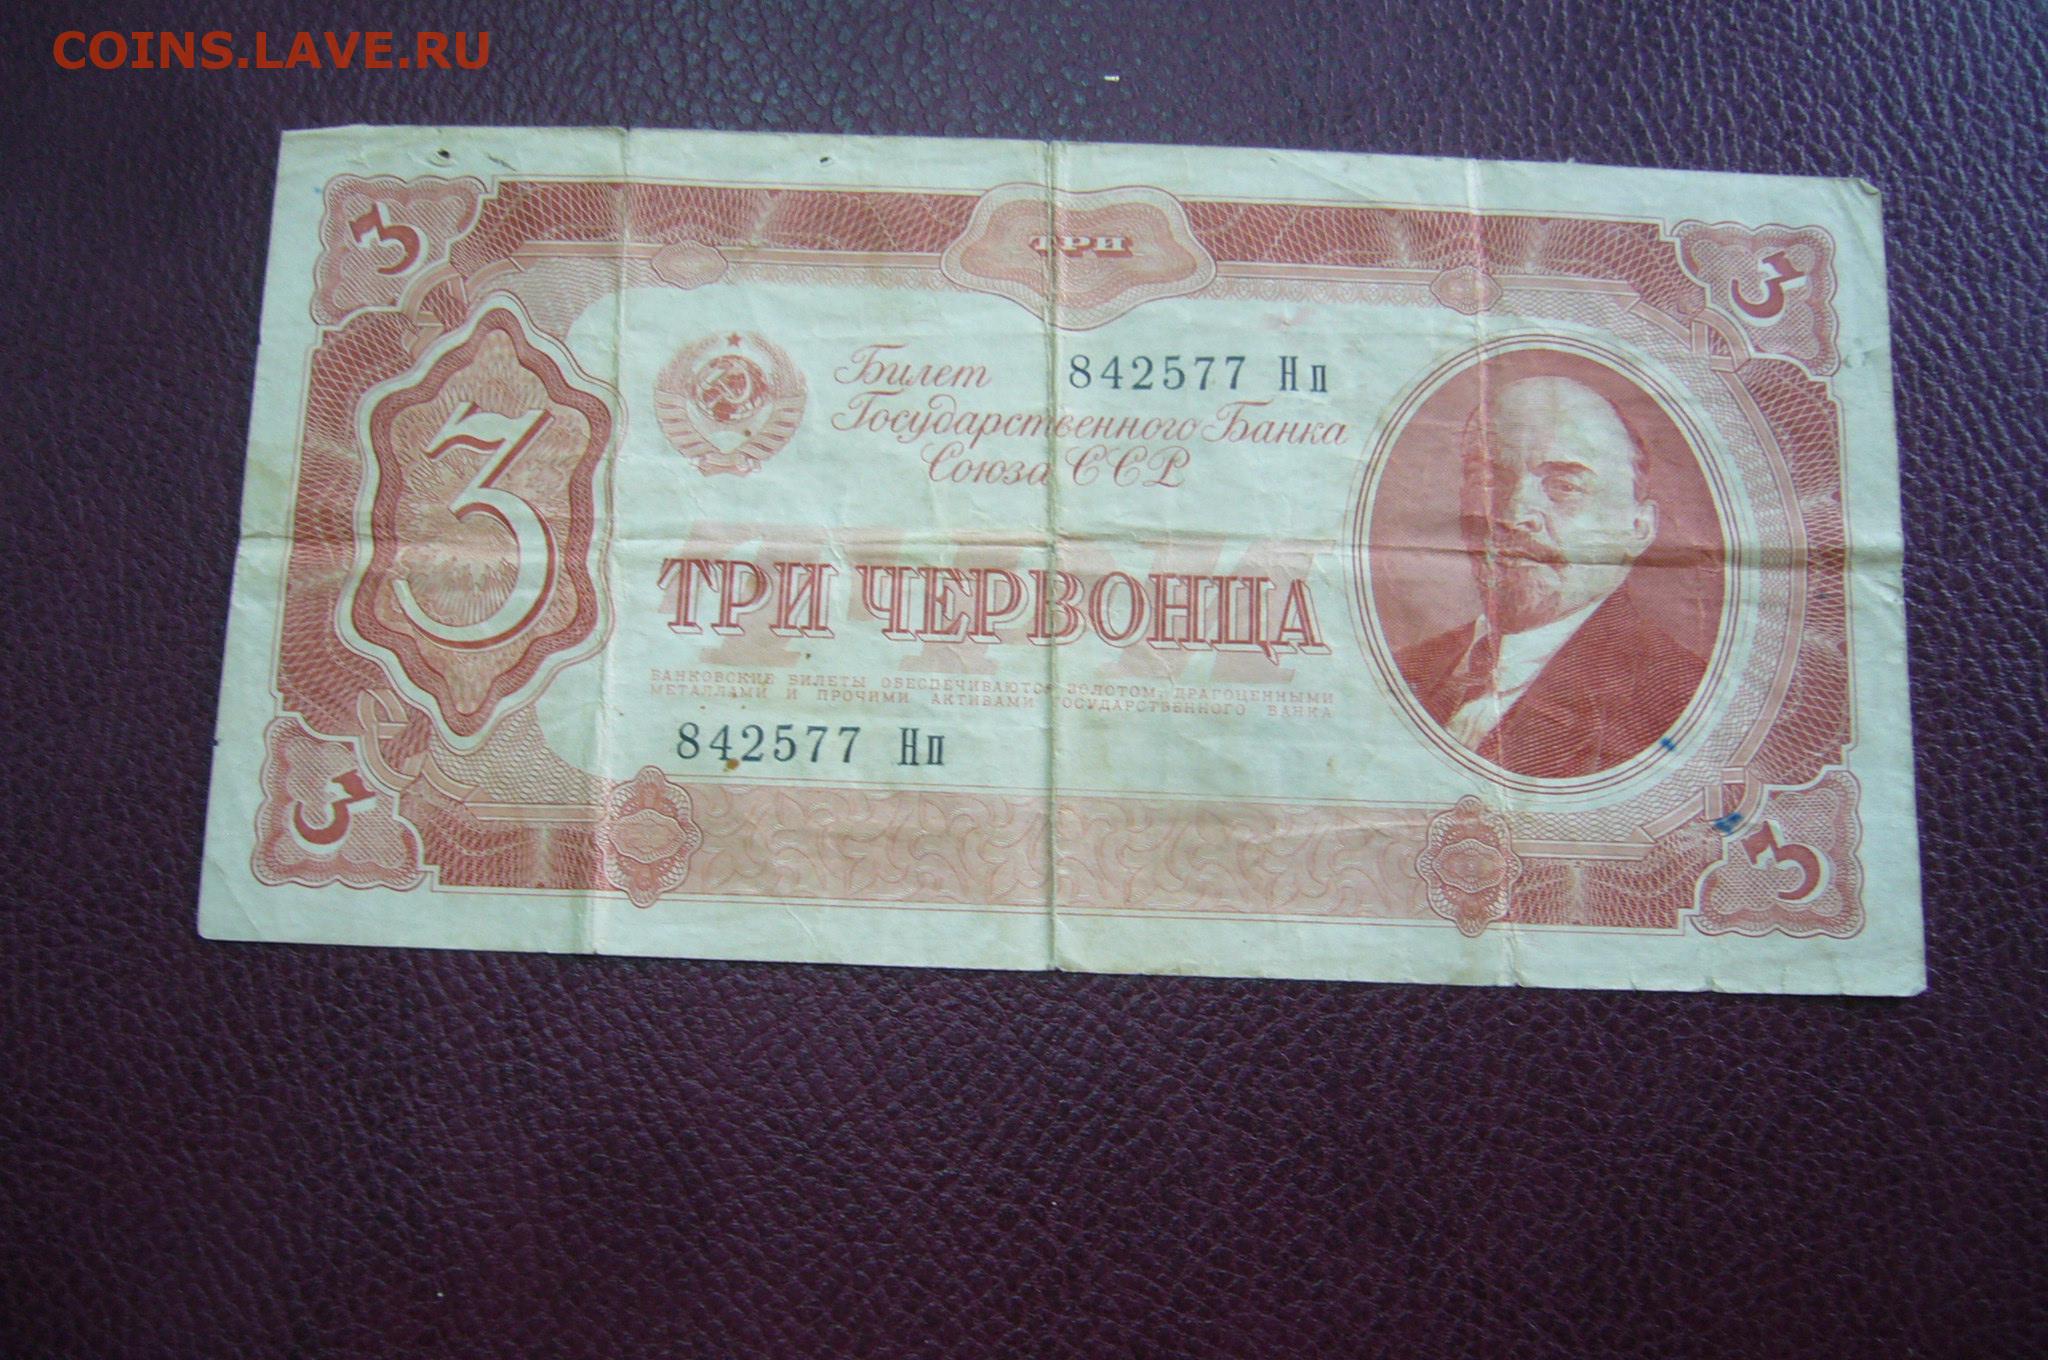 COINS.LAVE.RU
3 ТРИ 3
Билет 842577 Нп
Государственного Банка
Союза ССР
3
ТРИ ЧЕРВОНЦА
БАНКОВСКИЕ БИЛЕТЫ ОБЕСПЕЧИВАЮТСЯ ЗОЛОТОМ, ДРАГОЦЕННЫМИ
МЕТАЛЛАМИ И ПРОЧИМИ АКТИВАМИ ГОСУДАРСТВЕННОГО БАНКА
842577 Нп
3 3